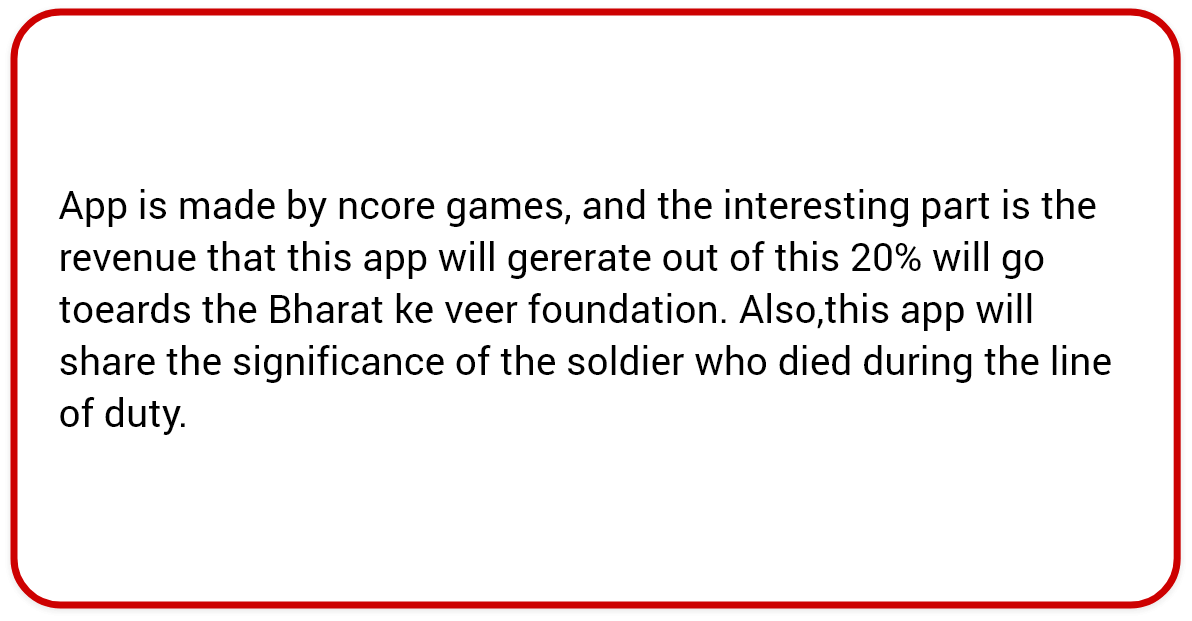 App is made by ncore games, and the interesting part is the
revenue that this app will gererate out of this 20% will go
toeards the Bharat ke veer foundation. Also,this app will
share the significance of the soldier who died during the line
of duty.